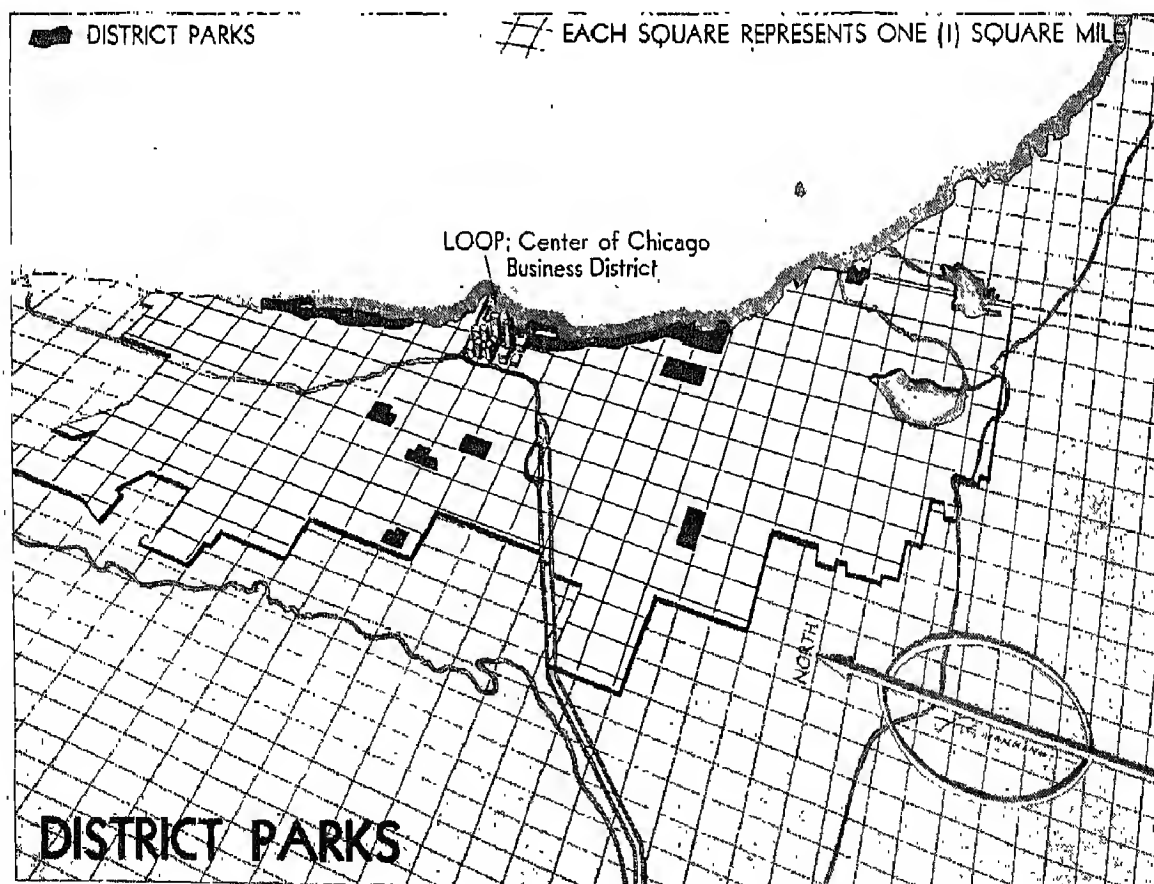 DISTRICT PARKS
EACH SQUARE REPRESENTS ONE (1) SQUARE MILE
LOOP: Center of Chicago
Business District
NORTH
DISTRICT PARKS